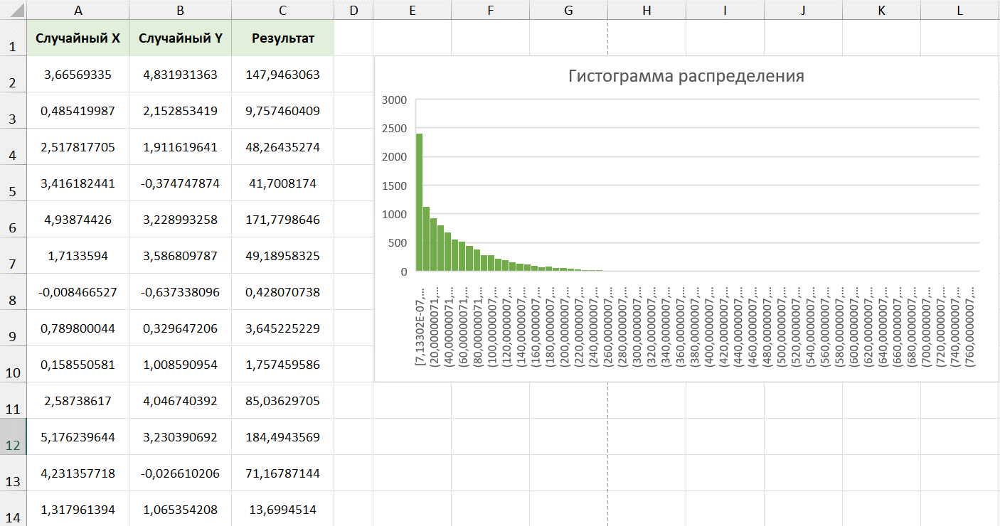 A B C D E F G H I J K L
1 Случайный X Случайный Y Результат
2 3,66569335 4,831931363 147,9463063
3 0,485419987 2,152853419 9,757460409
4 2,517817705 1,911619641 48,26435274
5 3,416182441 -0,374747874 41,7008174
6 4,93874426 3,228993258 171,7798646
7 1,7133594 3,586809787 49,18958325
8 -0,008466527 -0,637338096 0,428070738
9 0,789800044 0,329647206 3,645225229
10 0,158550581 1,008590954 1,757459586
11 2,58738617 4,046740392 85,03629705
12 5,176239644 3,230390692 184,4943569
13 4,231357718 -0,026610206 71,16787144
14 1,317961394 1,065354208 13,6994514
Гистограмма распределения
3000
2500
2000
1500
1000
500
0
[7,13302E-07,...
(20,00000071,...
(40,00000071,...
(60,00000071,...
(80,00000071,...
(100,0000007,...
(120,0000007,...
(140,0000007,...
(160,0000007,...
(180,0000007,...
(200,0000007,...
(220,0000007,...
(240,0000007,...
(260,0000007,...
(280,0000007,...
(300,0000007,...
(320,0000007,...
(340,0000007,...
(360,0000007,...
(380,0000007,...
(400,0000007,...
(420,0000007,...
(440,0000007,...
(460,0000007,...
(480,0000007,...
(500,0000007,...
(520,0000007,...
(540,0000007,...
(560,0000007,...
(580,0000007,...
(600,0000007,...
(620,0000007,...
(640,0000007,...
(660,0000007,...
(680,0000007,...
(700,0000007,...
(720,0000007,...
(740,0000007,...
(760,0000007,...